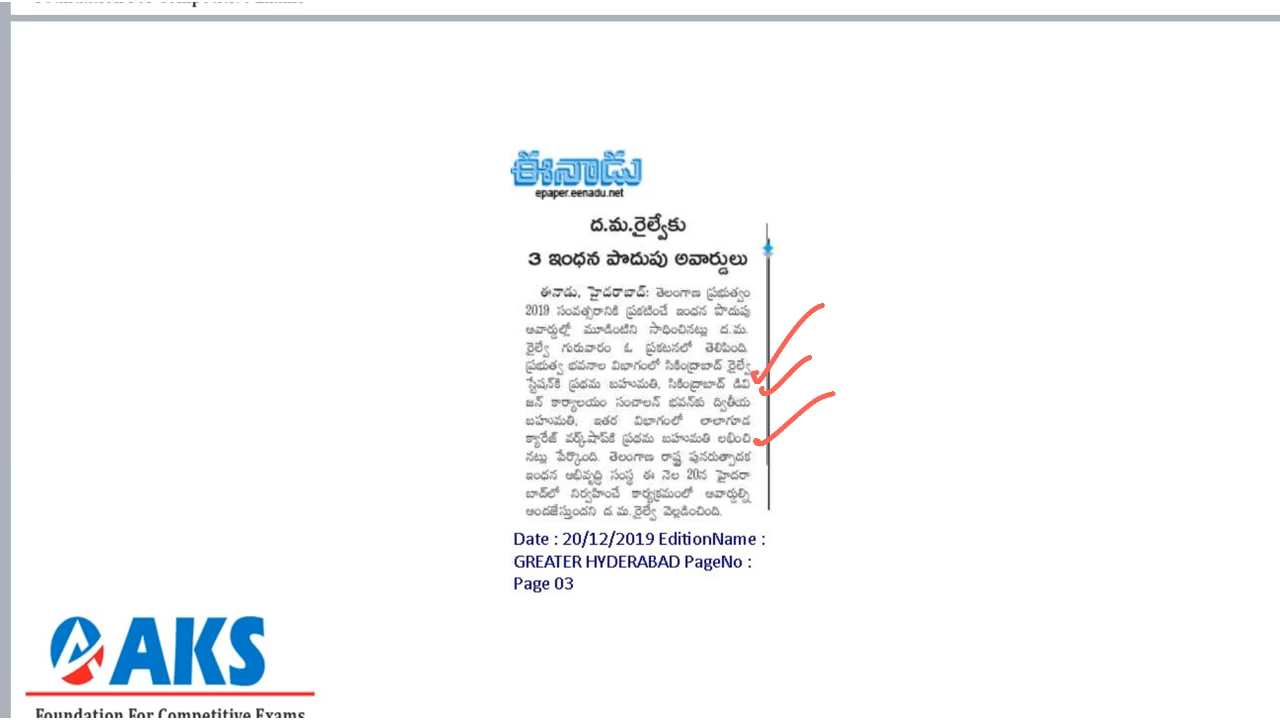 ఈనాడు
epaper.eenadu.net
ద.మ.రైల్వేకు
3 ఇంధన పొదుపు అవార్డులు
ఈనాడు, హైదరాబాద్: తెలంగాణ ప్రభుత్వం
2019 సంవత్సరానికి ప్రకటించే ఇంధన పొదుపు
అవార్డుల్లో మూడింటిని సాధించినట్లు ద.మ.
రైల్వే గురువారం ఓ ప్రకటనలో తెలిపింది.
ప్రభుత్వ భవనాల విభాగంలో సికింద్రాబాద్ రైల్వే
స్టేషన్‌కి ప్రథమ బహుమతి, సికింద్రాబాద్ డివి
జన్ కార్యాలయం సంచాలన్ భవన్‌కు ద్వితీయ
బహుమతి, ఇతర విభాగంలో లాలాగూడ
క్యారేజ్ వర్క్‌షాప్‌కి ప్రథమ బహుమతి లభించి
నట్లు పేర్కొంది. తెలంగాణ రాష్ట్ర పునరుత్పాదక
ఇంధన అభివృద్ధి సంస్థ ఈ నెల 20న హైదరా
బాద్‌లో నిర్వహించే కార్యక్రమంలో అవార్డుల్ని
అందజేస్తుందని ద.మ.రైల్వే వెల్లడించింది.
Date : 20/12/2019 EditionName :
GREATER HYDERABAD PageNo :
Page 03
AKS
Foundation For Competitive Exams